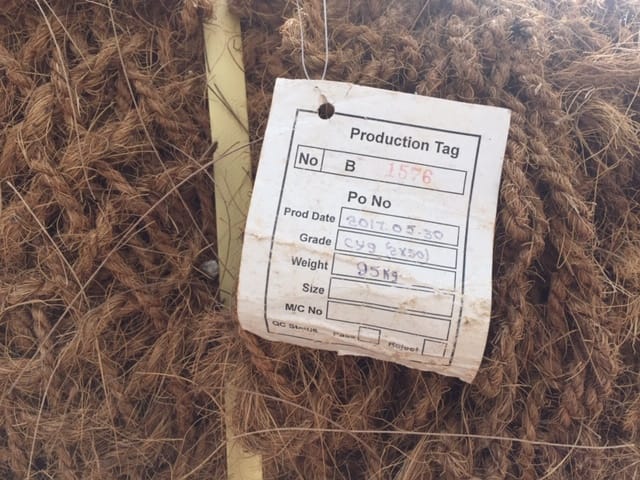 Production Tag
No B 1576
Po No
Prod Date 2017.05.30
Grade CY9 (2x50)
Weight 95kg
Size
M/C No
QC Status Pass Reject